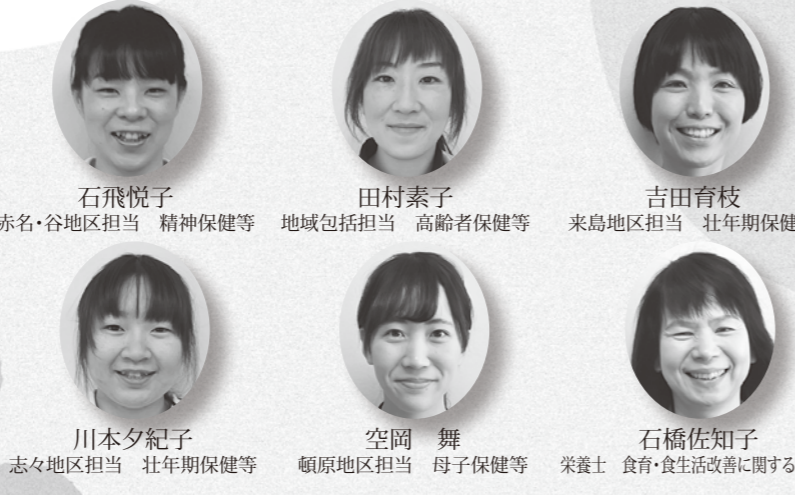 石飛悦子
赤名・谷地区担当　精神保健等
田村素子
地域包括担当　高齢者保健等
吉田育枝
来島地区担当　壮年期保健
川本夕紀子
志々地区担当　壮年期保健等
空岡　舞
頓原地区担当　母子保健等
石橋佐知子
栄養士　食育・食生活改善に関する